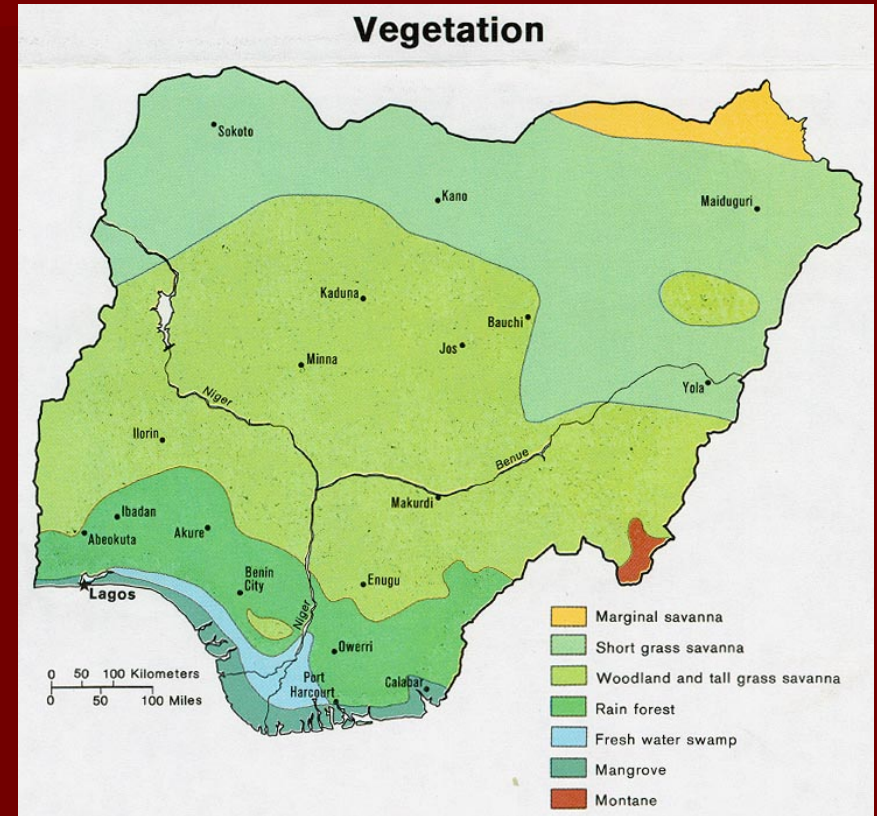 Vegetation
Sokoto
Kano
Maiduguri
Kaduna
Bauchi
Jos
Minna
Yola
Niger
Ilorin
Benue
Makurdi
Ibadan
Abeokuta
Akure
Benin
City
Enugu
Lagos
Niger
Owerri
Port
Harcourt
Calabar
0 50 100 Kilometers
0 50 100 Miles
Marginal savanna
Short grass savanna
Woodland and tall grass savanna
Rain forest
Fresh water swamp
Mangrove
Montane